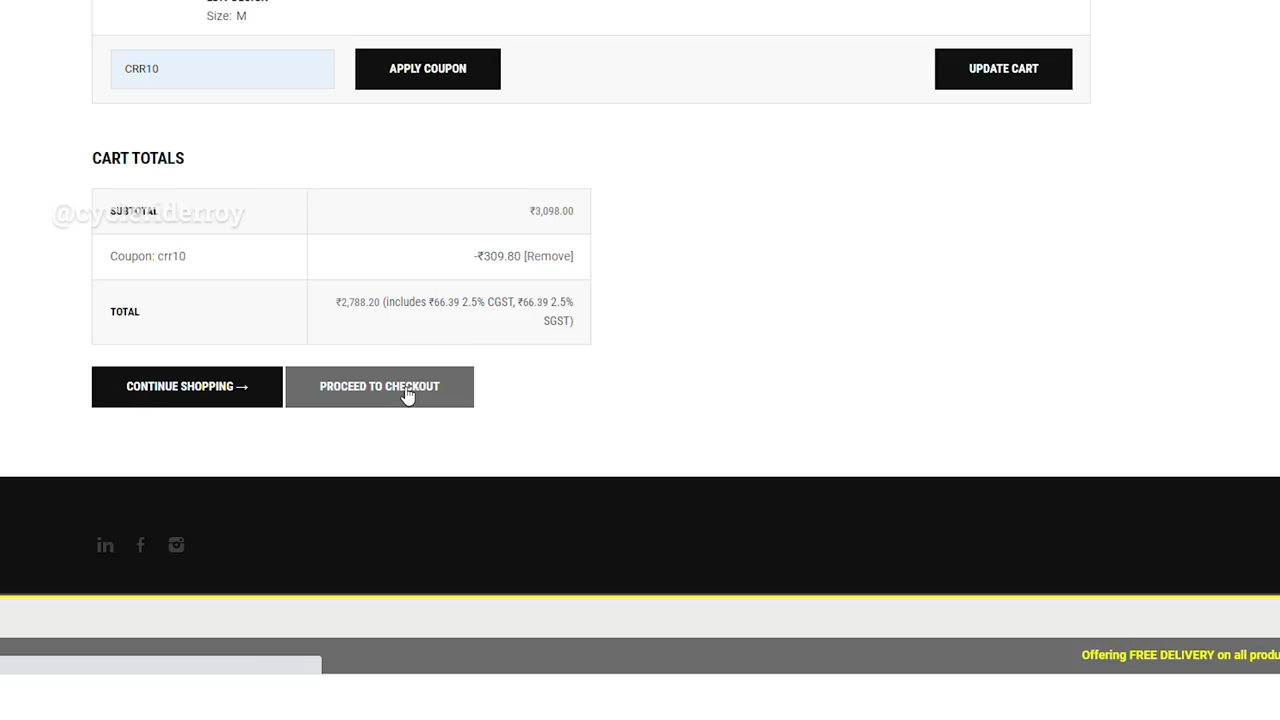 Size: M
CRR10
APPLY COUPON
UPDATE CART
CART TOTALS
SUBTOTAL
₹3,098.00
Coupon: crr10
-₹309.80 [Remove]
TOTAL
₹2,788.20 (includes ₹66.39 2.5% CGST, ₹66.39 2.5%
SGST)
CONTINUE SHOPPING →
PROCEED TO CHECKOUT
Offering FREE DELIVERY on all produ